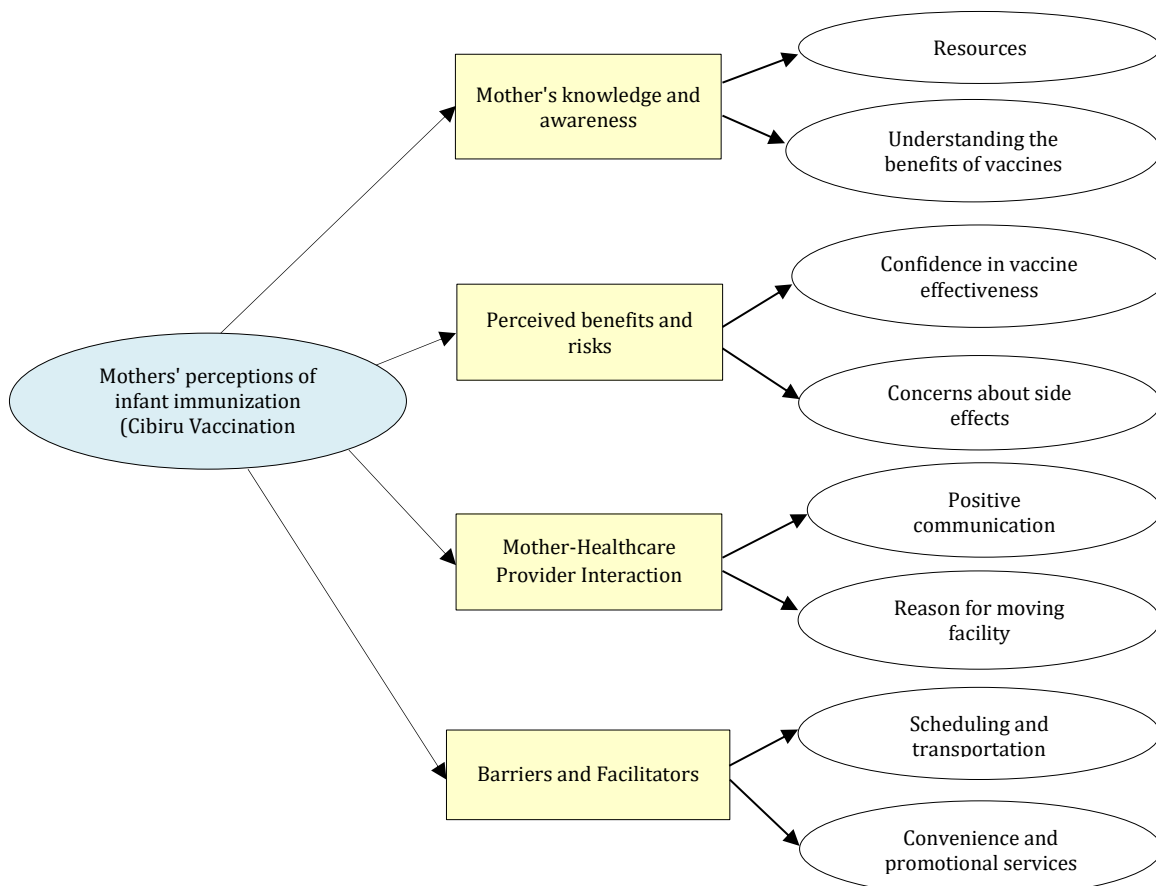 Resources
Mother's knowledge and
awareness
Understanding the
benefits of vaccines
Confidence in vaccine
effectiveness
Perceived benefits and
risks
Concerns about side
effects
Mothers' perceptions of
infant immunization
(Cibiru Vaccination
Positive
communication
Mother-Healthcare
Provider Interaction
Reason for moving
facility
Scheduling and
transportation
Barriers and Facilitators
Convenience and
promotional services